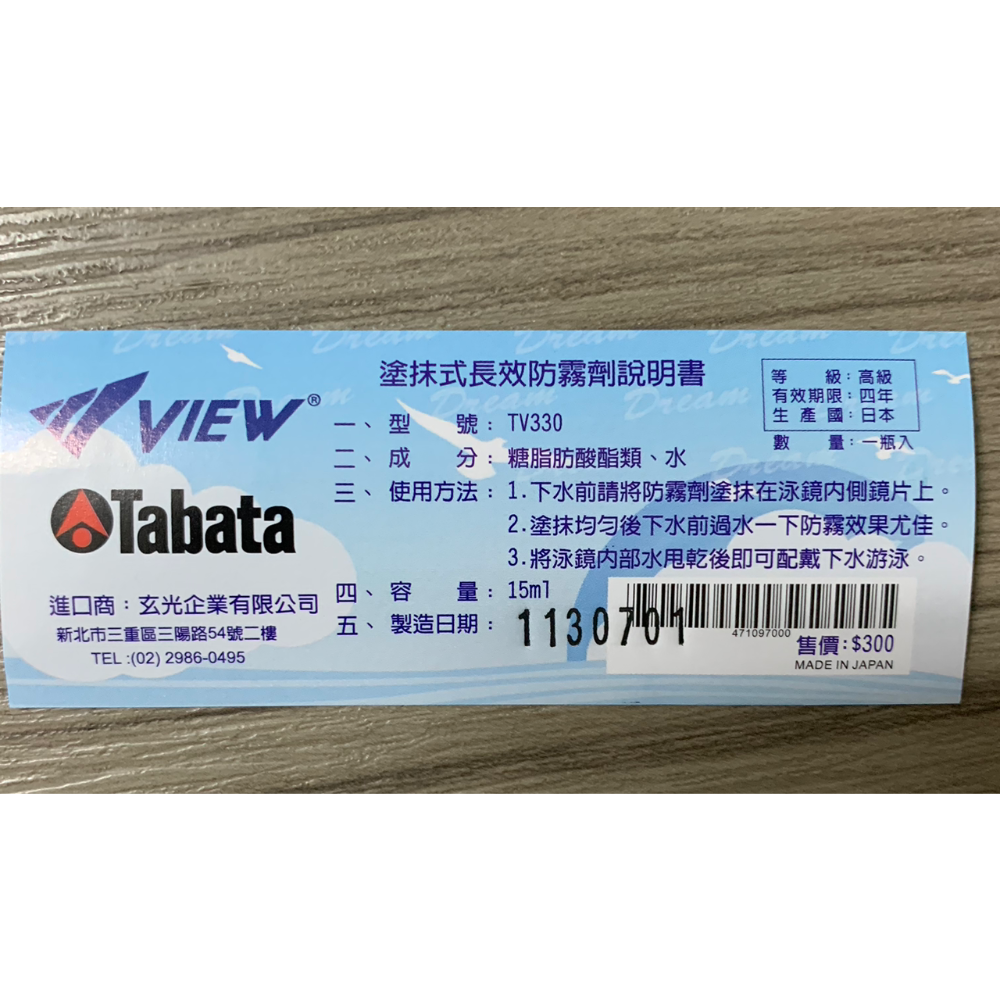 塗抹式長效防霧劑說明書
VIEW®
Tabata
進口商：玄光企業有限公司
新北市三重區三陽路54號二樓
TEL :(02) 2986-0495
一、型　　號：TV330
二、成　　分：糖脂肪酸酯類、水
三、使用方法：1.下水前請將防霧劑塗抹在泳鏡內側鏡片上。
2.塗抹均勻後下水前過水一下防霧效果尤佳。
3.將泳鏡內部水甩乾後即可配戴下水游泳。
四、容　　量：15ml
五、製造日期：1130701
等　　級：高級
有效期限：四年
生 產 國：日本
數　　量：一瓶入
471097000
售價:$300
MADE IN JAPAN
Dream
Dream
Dream